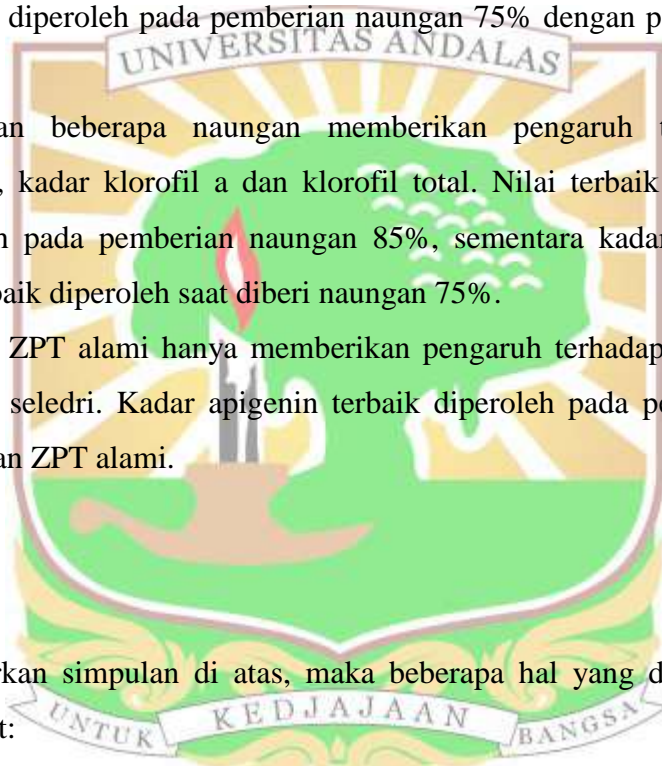 diperoleh pada pemberian naungan 75% dengan p
UNIVERSITAS ANDALAS
an beberapa naungan memberikan pengaruh t
, kadar klorofil a dan klorofil total. Nilai terbaik
n pada pemberian naungan 85%, sementara kadar
baik diperoleh saat diberi naungan 75%.
ZPT alami hanya memberikan pengaruh terhadap
seledri. Kadar apigenin terbaik diperoleh pada pe
an ZPT alami.
rkan simpulan di atas, maka beberapa hal yang d
UNTUK KEDJAJAAN BANGSA
t: